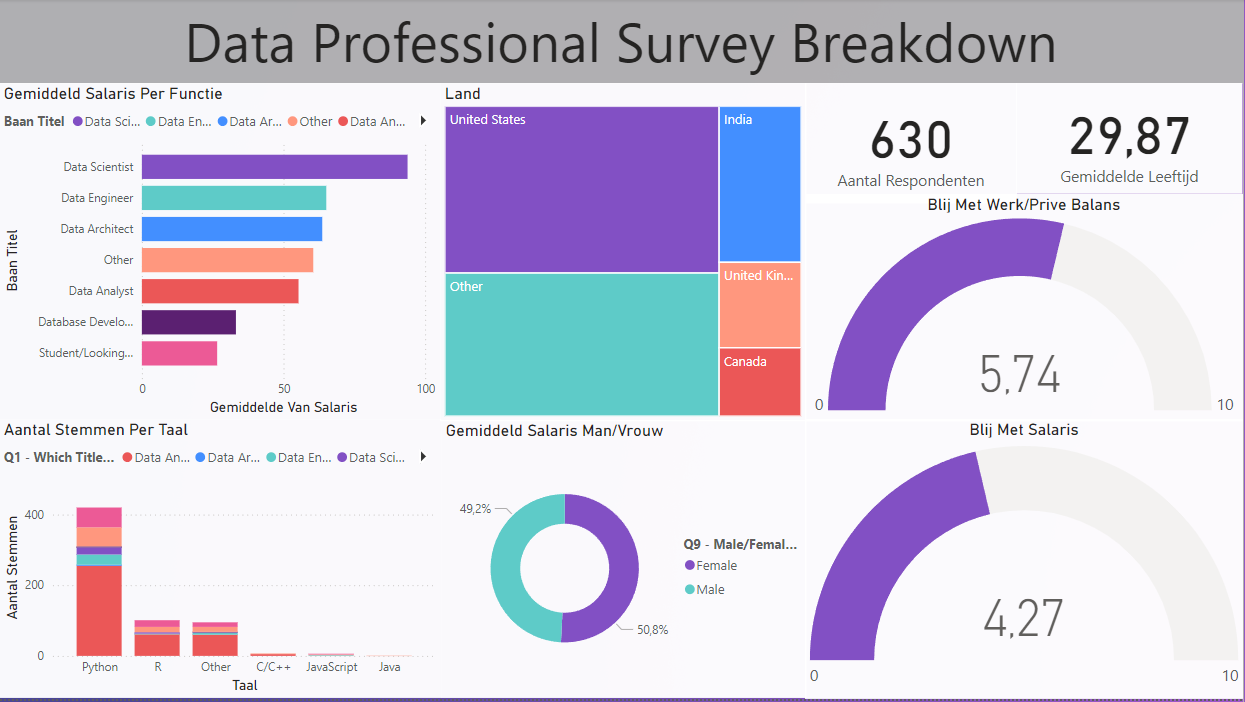 Data Professional Survey Breakdown
Gemiddeld Salaris Per Functie
Baan Titel Data Sci... Data En... Data Ar... Other Data An...
Baan Titel
Data Scientist
Data Engineer
Data Architect
Other
Data Analyst
Database Develo...
Student/Looking...
0 50 100
Gemiddelde Van Salaris
Land
United States
India
Other
United Kin...
Canada
630
Aantal Respondenten
29,87
Gemiddelde Leeftijd
Blij Met Werk/Prive Balans
5,74
0 10
Aantal Stemmen Per Taal
Q1 - Which Title... Data An... Data Ar... Data En... Data Sci...
Aantal Stemmen
400
200
0
Python R Other C/C++ JavaScript Java
Taal
Gemiddeld Salaris Man/Vrouw
49,2%
50,8%
Q9 - Male/Femal...
Female
Male
Blij Met Salaris
4,27
0 10